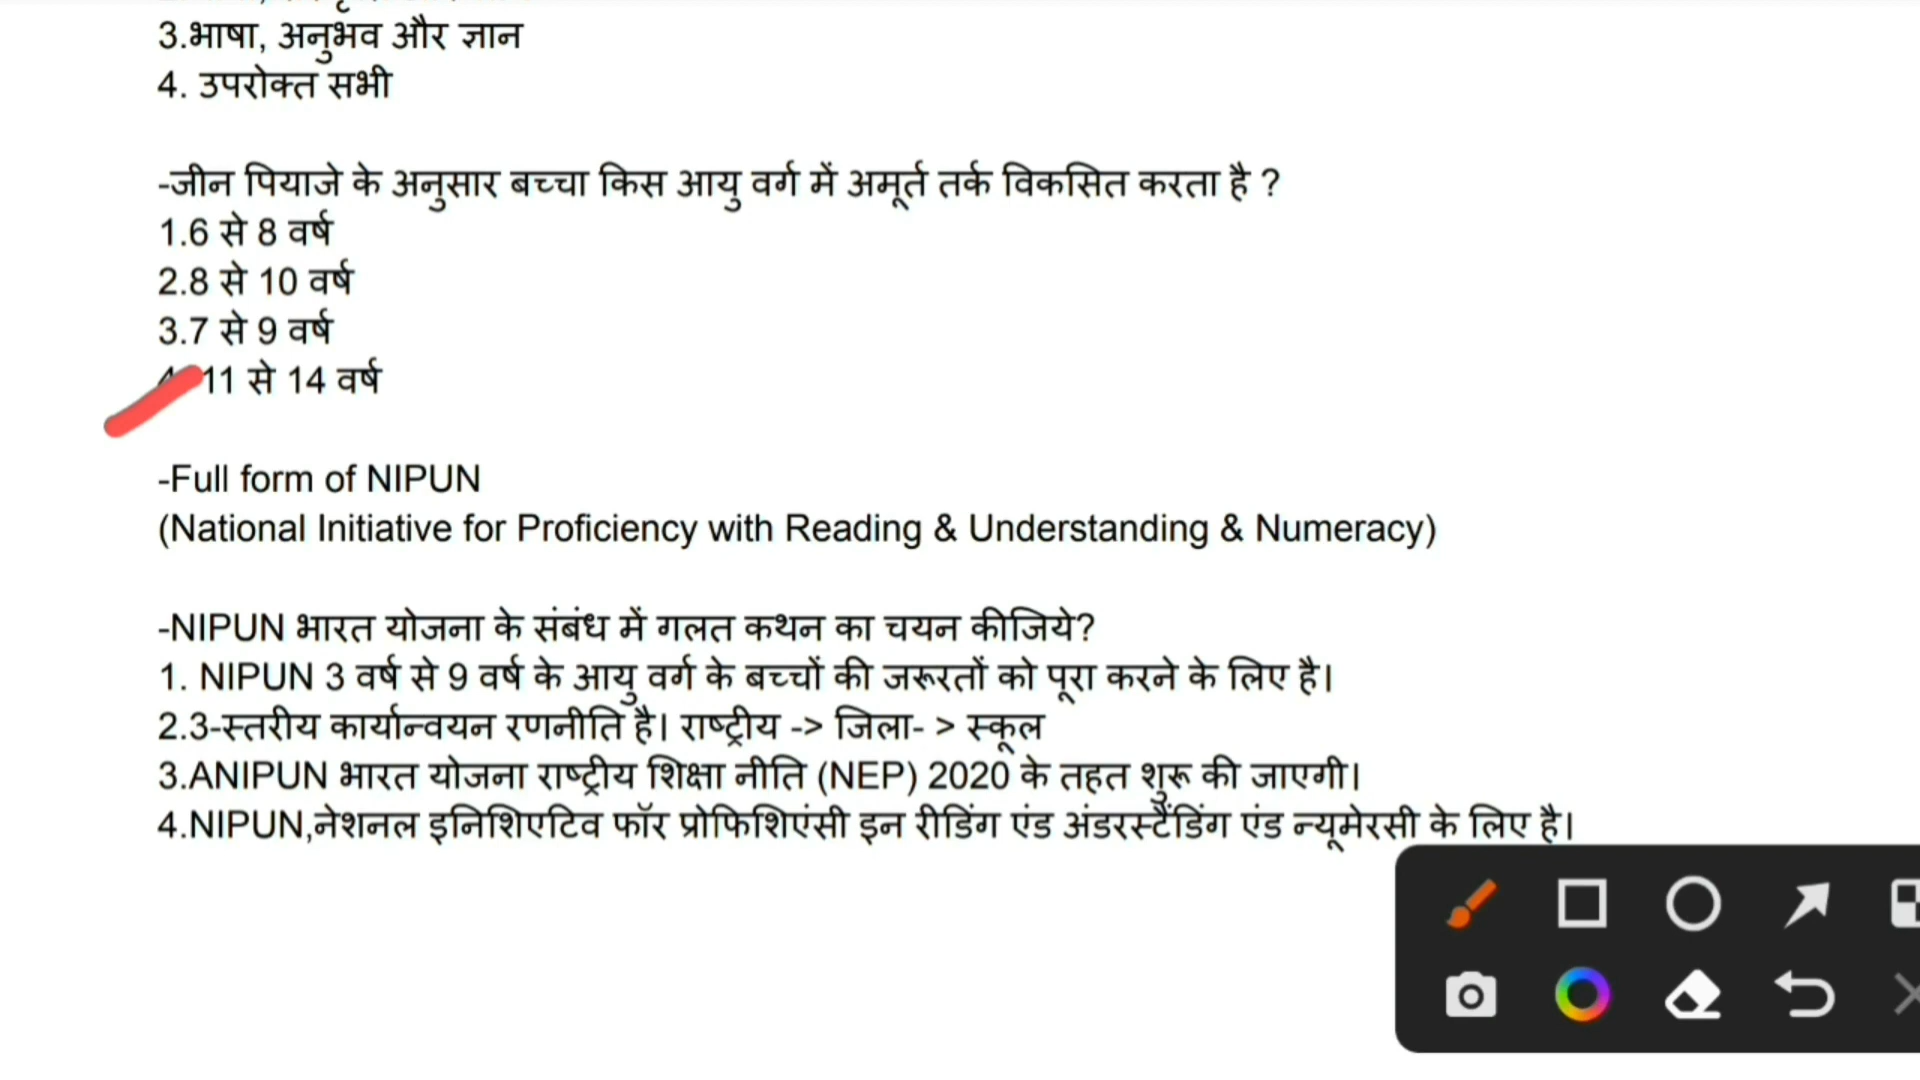 3.भाषा, अनुभव और ज्ञान
4. उपरोक्त सभी
-जीन पियाजे के अनुसार बच्चा किस आयु वर्ग में अमूर्त तर्क विकसित करता है ?
1.6 से 8 वर्ष
2.8 से 10 वर्ष
3.7 से 9 वर्ष
11 से 14 वर्ष
-Full form of NIPUN
(National Initiative for Proficiency with Reading & Understanding & Numeracy)
-NIPUN भारत योजना के संबंध में गलत कथन का चयन कीजिये?
1. NIPUN 3 वर्ष से 9 वर्ष के आयु वर्ग के बच्चों की जरूरतों को पूरा करने के लिए है।
2.3-स्तरीय कार्यान्वयन रणनीति है। राष्ट्रीय -> जिला- > स्कूल
3.ANIPUN भारत योजना राष्ट्रीय शिक्षा नीति (NEP) 2020 के तहत शुरू की जाएगी।
4.NIPUN,नेशनल इनिशिएटिव फॉर प्रोफिशिएंसी इन रीडिंग एंड अंडरस्टैंडिंग एंड न्यूमेरसी के लिए है।